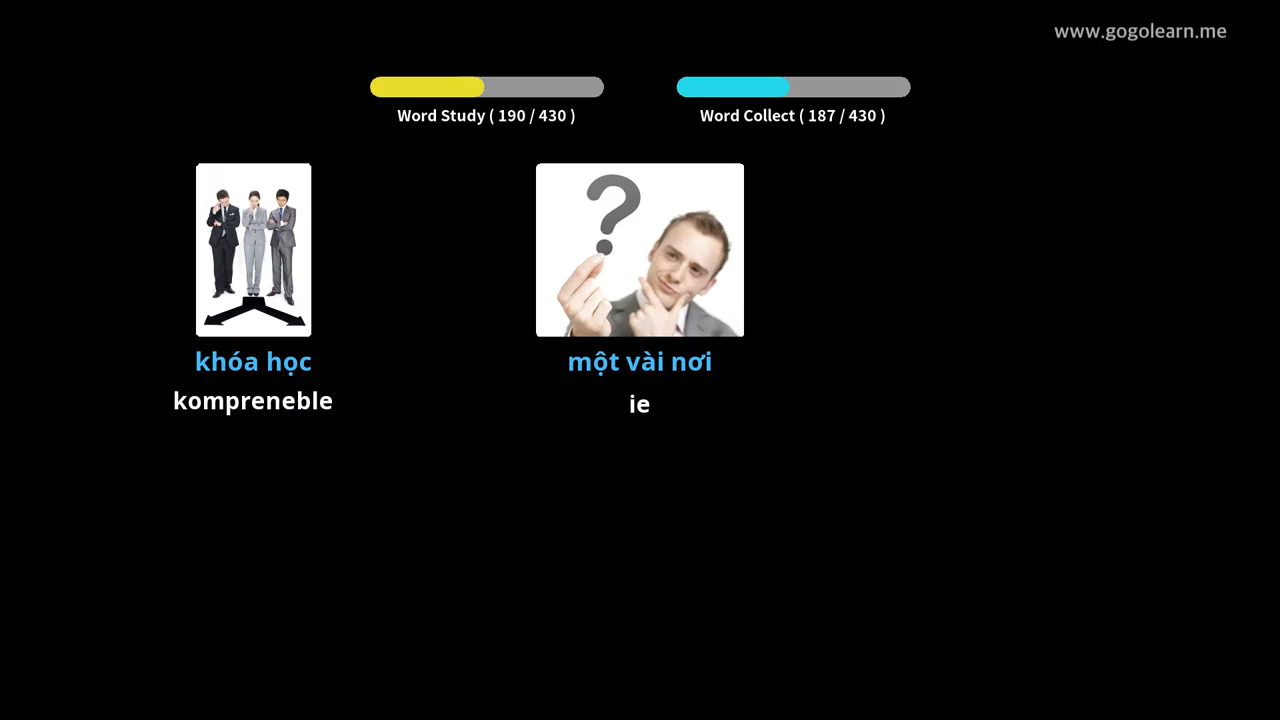 www.gogolearn.me
Word Study ( 190 / 430 )
Word Collect ( 187 / 430 )
khóa học
một vài nơi
kompreneble
ie